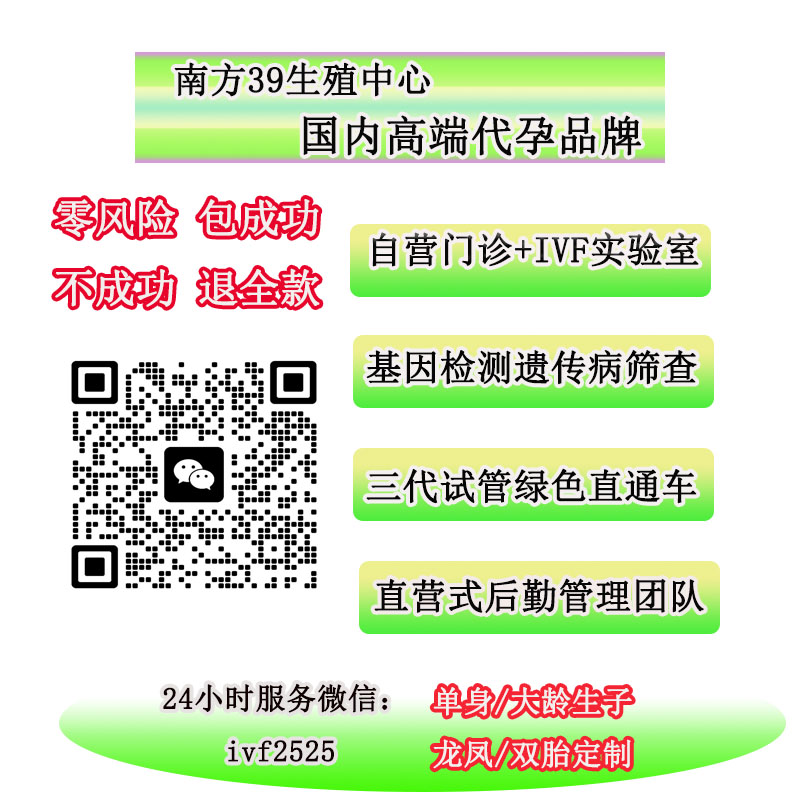 南方39生殖中心
国内高端代孕品牌
零风险 包成功
不成功 退全款
自营门诊+IVF实验室
基因检测遗传病筛查
三代试管绿色直通车
直营式后勤管理团队
24小时服务微信：
ivf2525
单身/大龄生子
龙凤/双胎定制